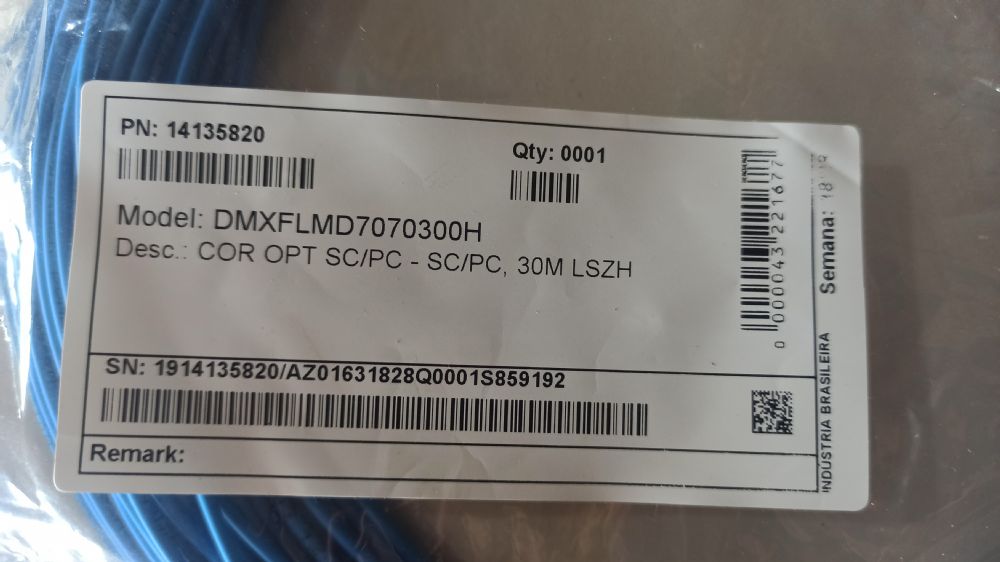 PN: 14135820
Qty: 0001
Model: DMXFLMD7070300H
Desc.: COR OPT SC/PC - SC/PC, 30M LSZH
SN: 1914135820/AZ01631828Q0001S859192
Remark:
0 000043 221677
Semana: 18
INDÚSTRIA BRASILEIRA